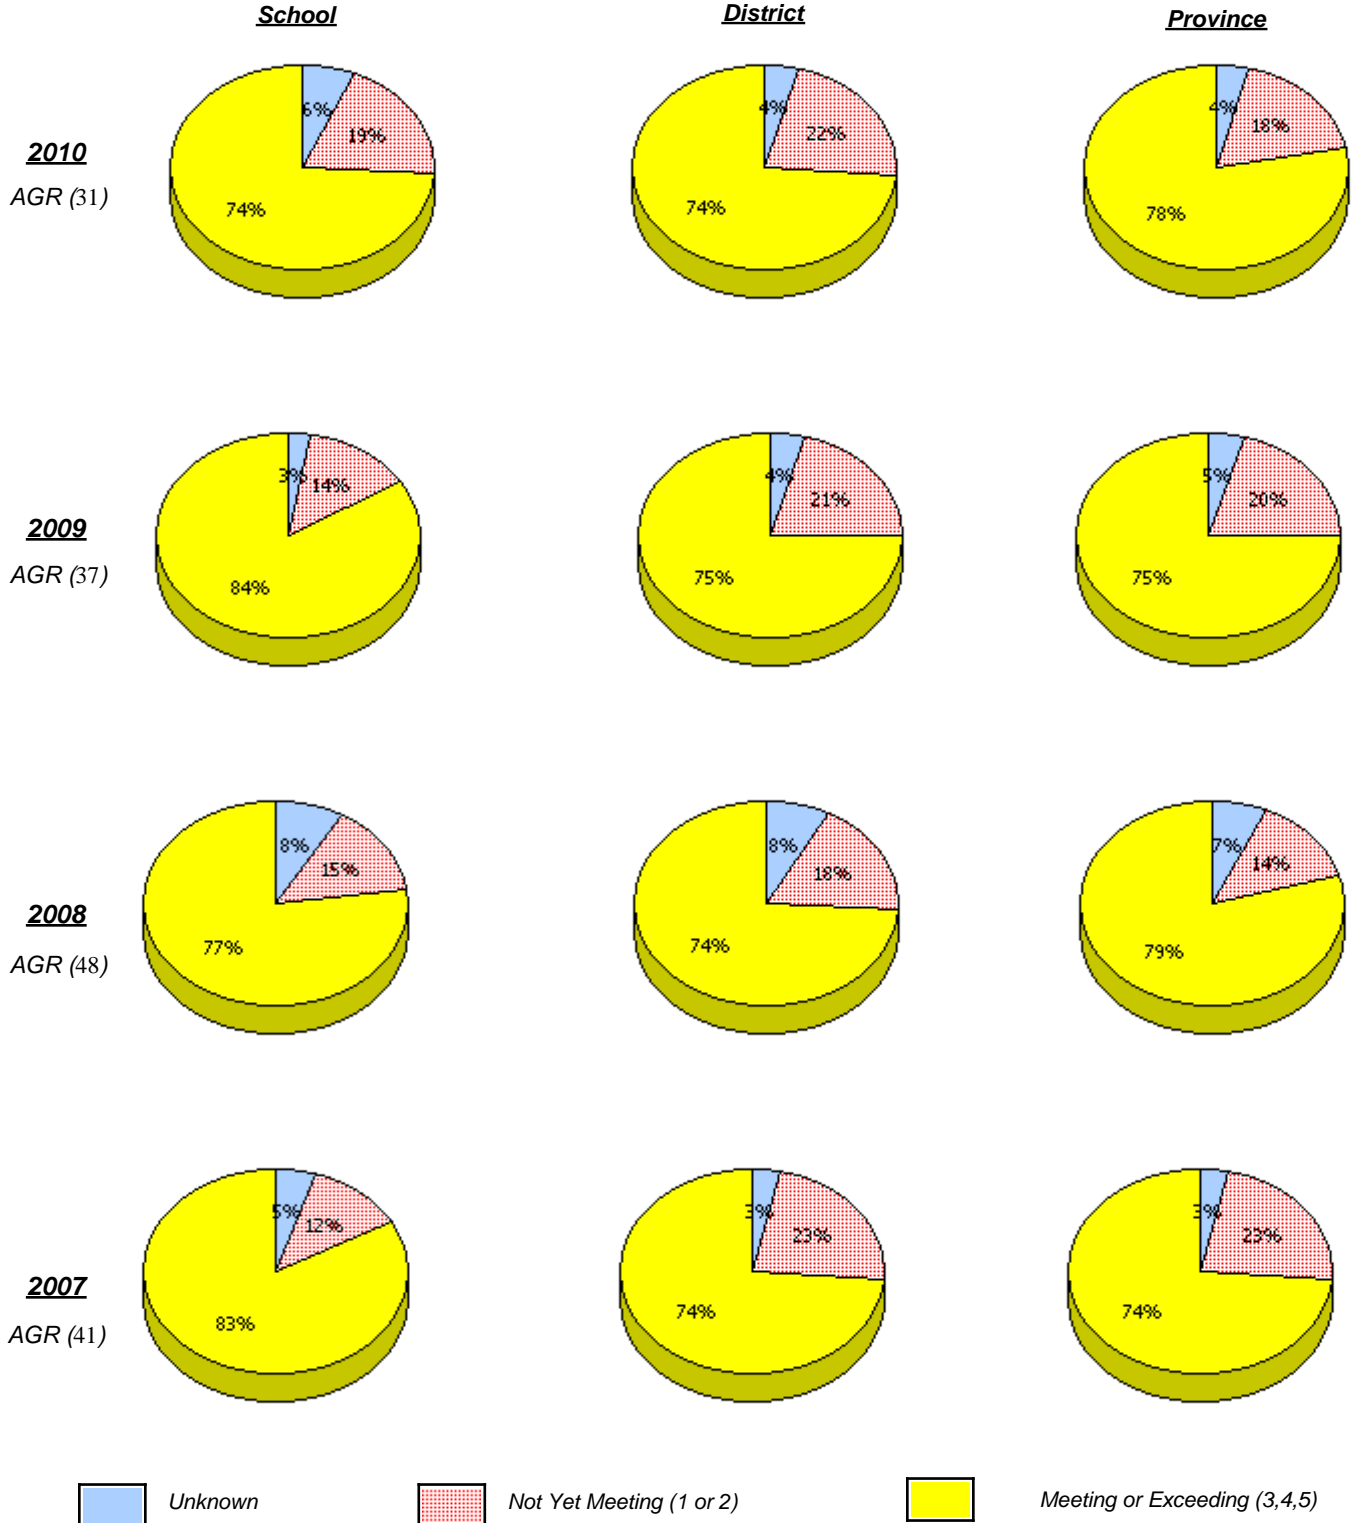 School District Province
6% 4% 4%
19% 22% 18%
2010
AGR (31)
74% 74% 78%
3% 4% 5%
14% 21% 20%
2009
AGR (37)
84% 75% 75%
8% 8% 7%
15% 18% 14%
2008
77% 74% 79%
AGR (48)
5% 3% 3%
12% 23% 23%
2007
83% 74% 74%
AGR (41)
Unknown Not Yet Meeting (1 or 2) Meeting or Exceeding (3,4,5)